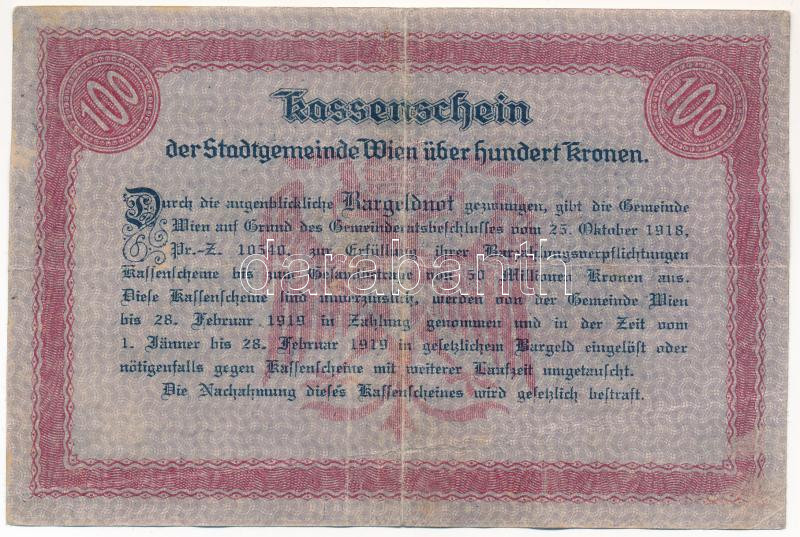 100
100
Kassenschein
der Stadtgemeinde Wien über hundert Kronen.
Durch die augenblickliche Bargeldnot gezwungen, gibt die Gemeinde
Wien auf Grund des Gemeinderatsbeschlusses vom 25. Oktober 1918,
Pr.-Z. 10540, zur Erfüllung ihrer Barzahlungsverpflichtungen
Kassenscheine bis zum Gesamtbetrage von 50 Millionen Kronen aus.
Diese Kassenscheine sind unverzinslich, werden von der Gemeinde Wien
bis 28. Februar 1919 in Zahlung genommen und in der Zeit vom
1. Jänner bis 28. Februar 1919 in gesetzlichem Bargeld eingelöst oder
nötigenfalls gegen Kassenscheine mit weiterer Laufzeit umgetauscht.
Die Nachahmung dieses Kassenscheines wird gesetzlich bestraft.
darabanth